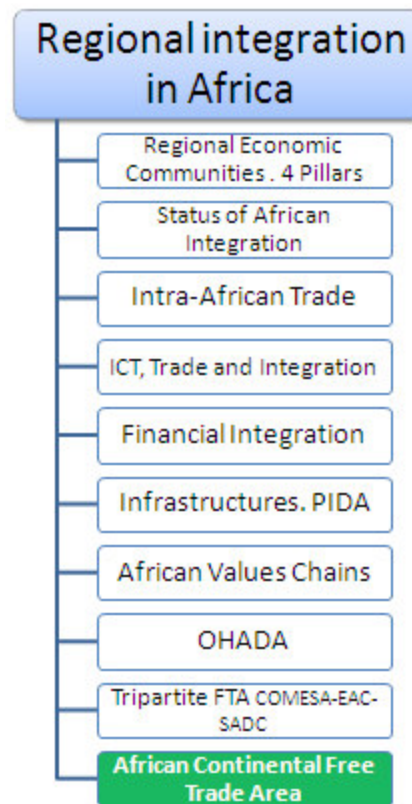 Regional integration
in Africa
Regional Economic
Communities . 4 Pillars
Status of African
Integration
Intra-African Trade
ICT, Trade and Integration
Financial Integration
Infrastructures. PIDA
African Values Chains
OHADA
Tripartite FTA COMESA-EAC-
SADC
African Continental Free
Trade Area